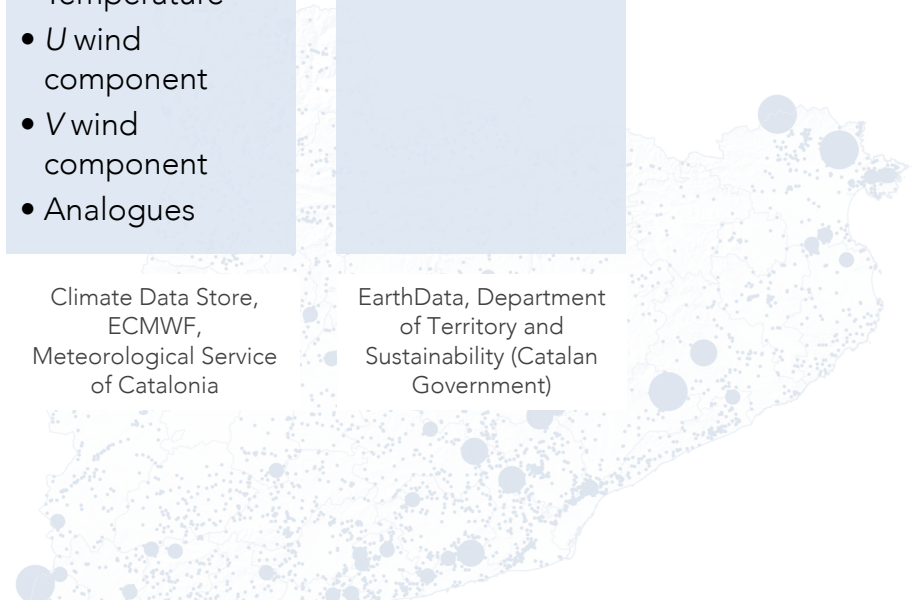 Temperature
• U wind
component
• V wind
component
• Analogues
Climate Data Store,
ECMWF,
Meteorological Service
of Catalonia
EarthData, Department
of Territory and
Sustainability (Catalan
Government)